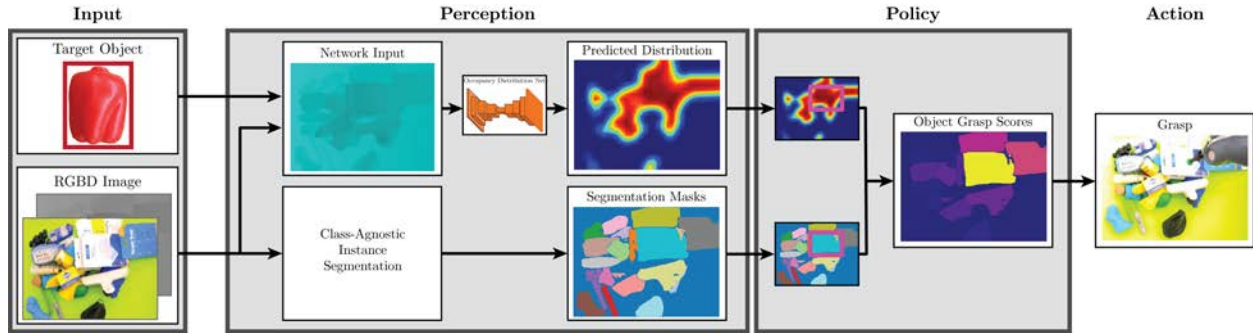 Input
Perception
Policy
Action
Target Object
RGBD Image
Network Input
Occupancy Distribution Net
Predicted Distribution
Class-Agnostic
Instance
Segmentation
Segmentation Masks
Object Grasp Scores
Grasp